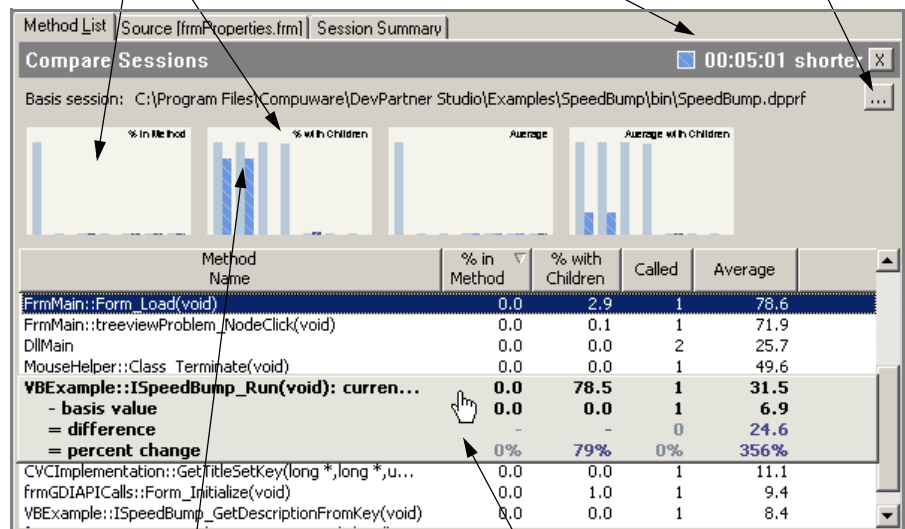 Method List Source [frmProperties.frm] Session Summary
Compare Sessions 00:05:01 shorter X
Basis session: C:\Program Files\Compuware\DevPartner Studio\Examples\SpeedBump\bin\SpeedBump.dpprf ...
% in Method % with Children Average Average with Children
Method Name % in Method % with Children Called Average
FrmMain::Form_Load(void) 0.0 2.9 1 78.6
FrmMain::treeviewProblem_NodeClick(void) 0.0 0.1 1 71.9
DllMain 0.0 0.0 2 25.7
MouseHelper::Class_Terminate(void) 0.0 0.0 1 49.6
VBExample::ISpeedBump_Run(void): curren... 0.0 78.5 1 31.5
- basis value 0.0 0.0 1 6.9
= difference - - 0 24.6
= percent change 0% 79% 0% 356%
CVCImplementation::GetTitleSetKey(long *,long *,u... 0.0 0.0 1 11.1
frmGDIAPICalls::Form_Initialize(void) 0.0 1.0 1 9.4
VBExample::ISpeedBump_GetDescriptionFromKey(void) 0.0 0.0 1 8.4